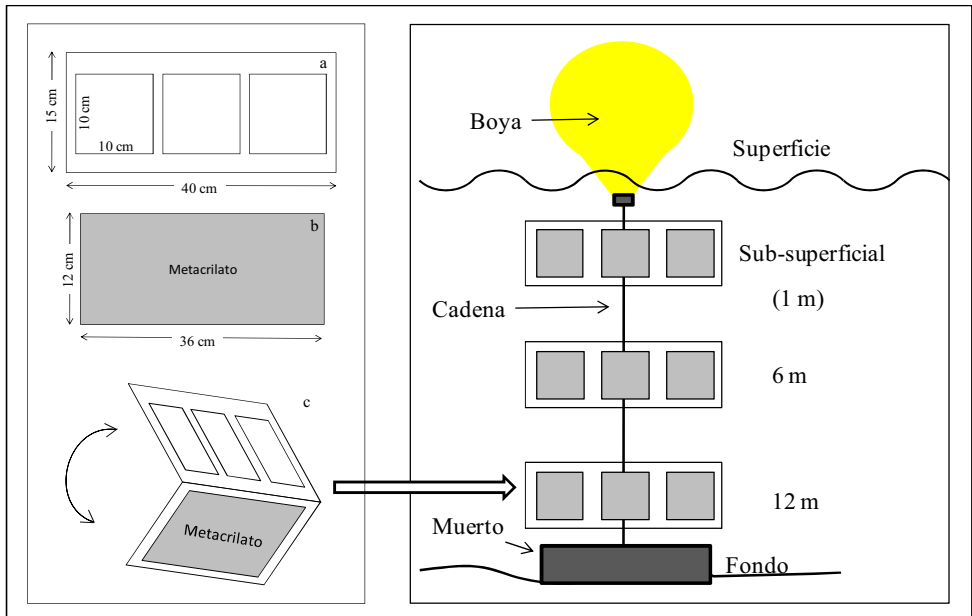 a
15 cm
10 cm
10 cm
40 cm
b
12 cm
Metacrilato
36 cm
c
Metacrilato
Boya
Superficie
Sub-superficial
(1 m)
Cadena
6 m
12 m
Muerto
Fondo